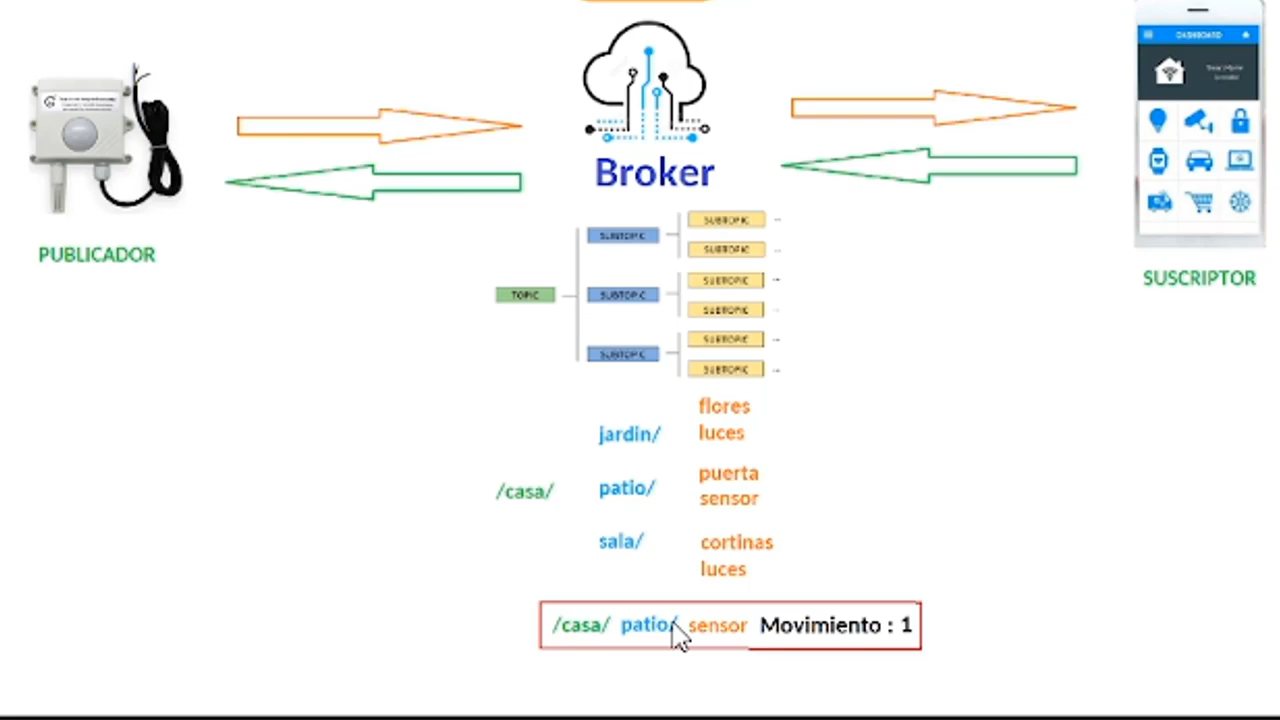 DASHBOARD
Broker
PUBLICADOR
SUSCRIPTOR
TOPIC
SUBTOPIC
SUBTOPIC
SUBTOPIC
SUBTOPIC
SUBTOPIC
SUBTOPIC
SUBTOPIC
SUBTOPIC
SUBTOPIC
/casa/
jardin/
flores
luces
patio/
puerta
sensor
sala/
cortinas
luces
/casa/ patio/ sensor Movimiento : 1